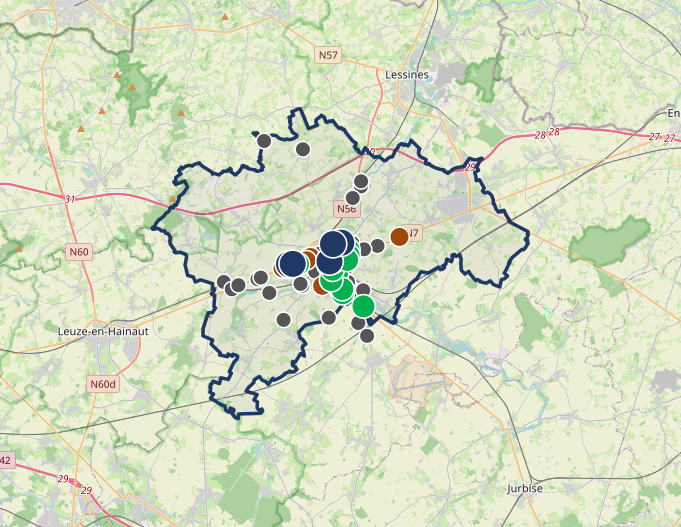 N57
Lessines
En
28 28
27 27
30
29
31
N56
N7
N60
Leuze-en-Hainaut
N60d
42
29
29
Jurbise